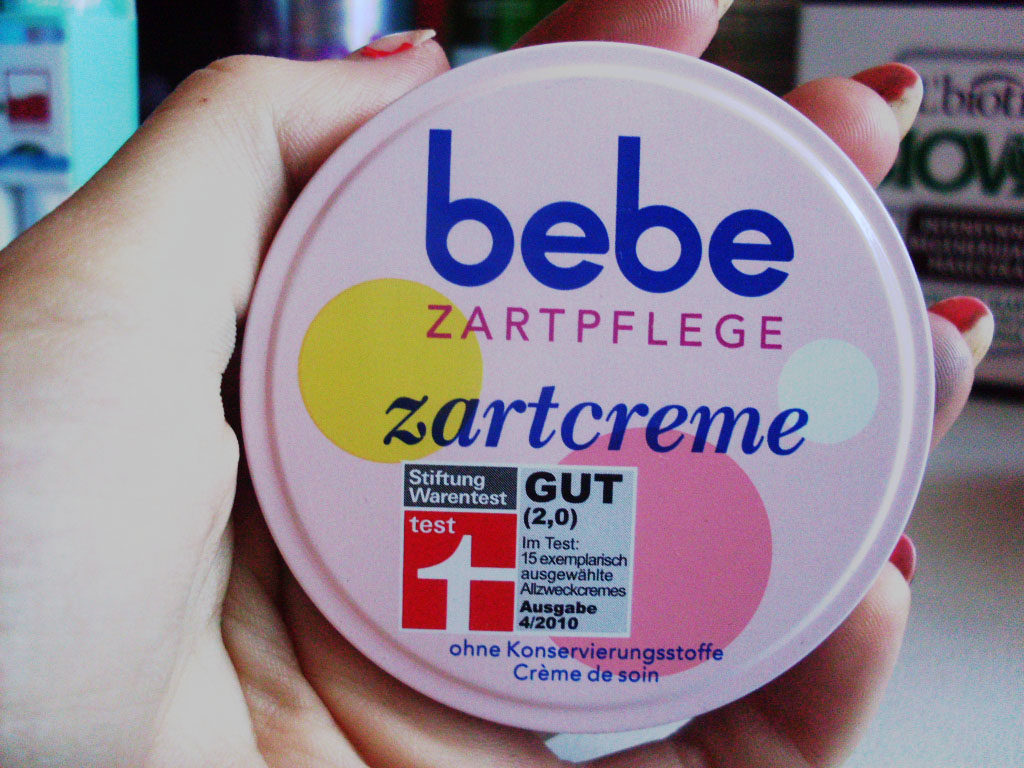 bebe
ZARTPFLEGE
zartcreme
Stiftung
Warentest
test
GUT
(2,0)
Im Test:
15 exemplarisch
ausgewählte
Allzweckcremes
Ausgabe
4/2010
ohne Konservierungsstoffe
Crème de soin